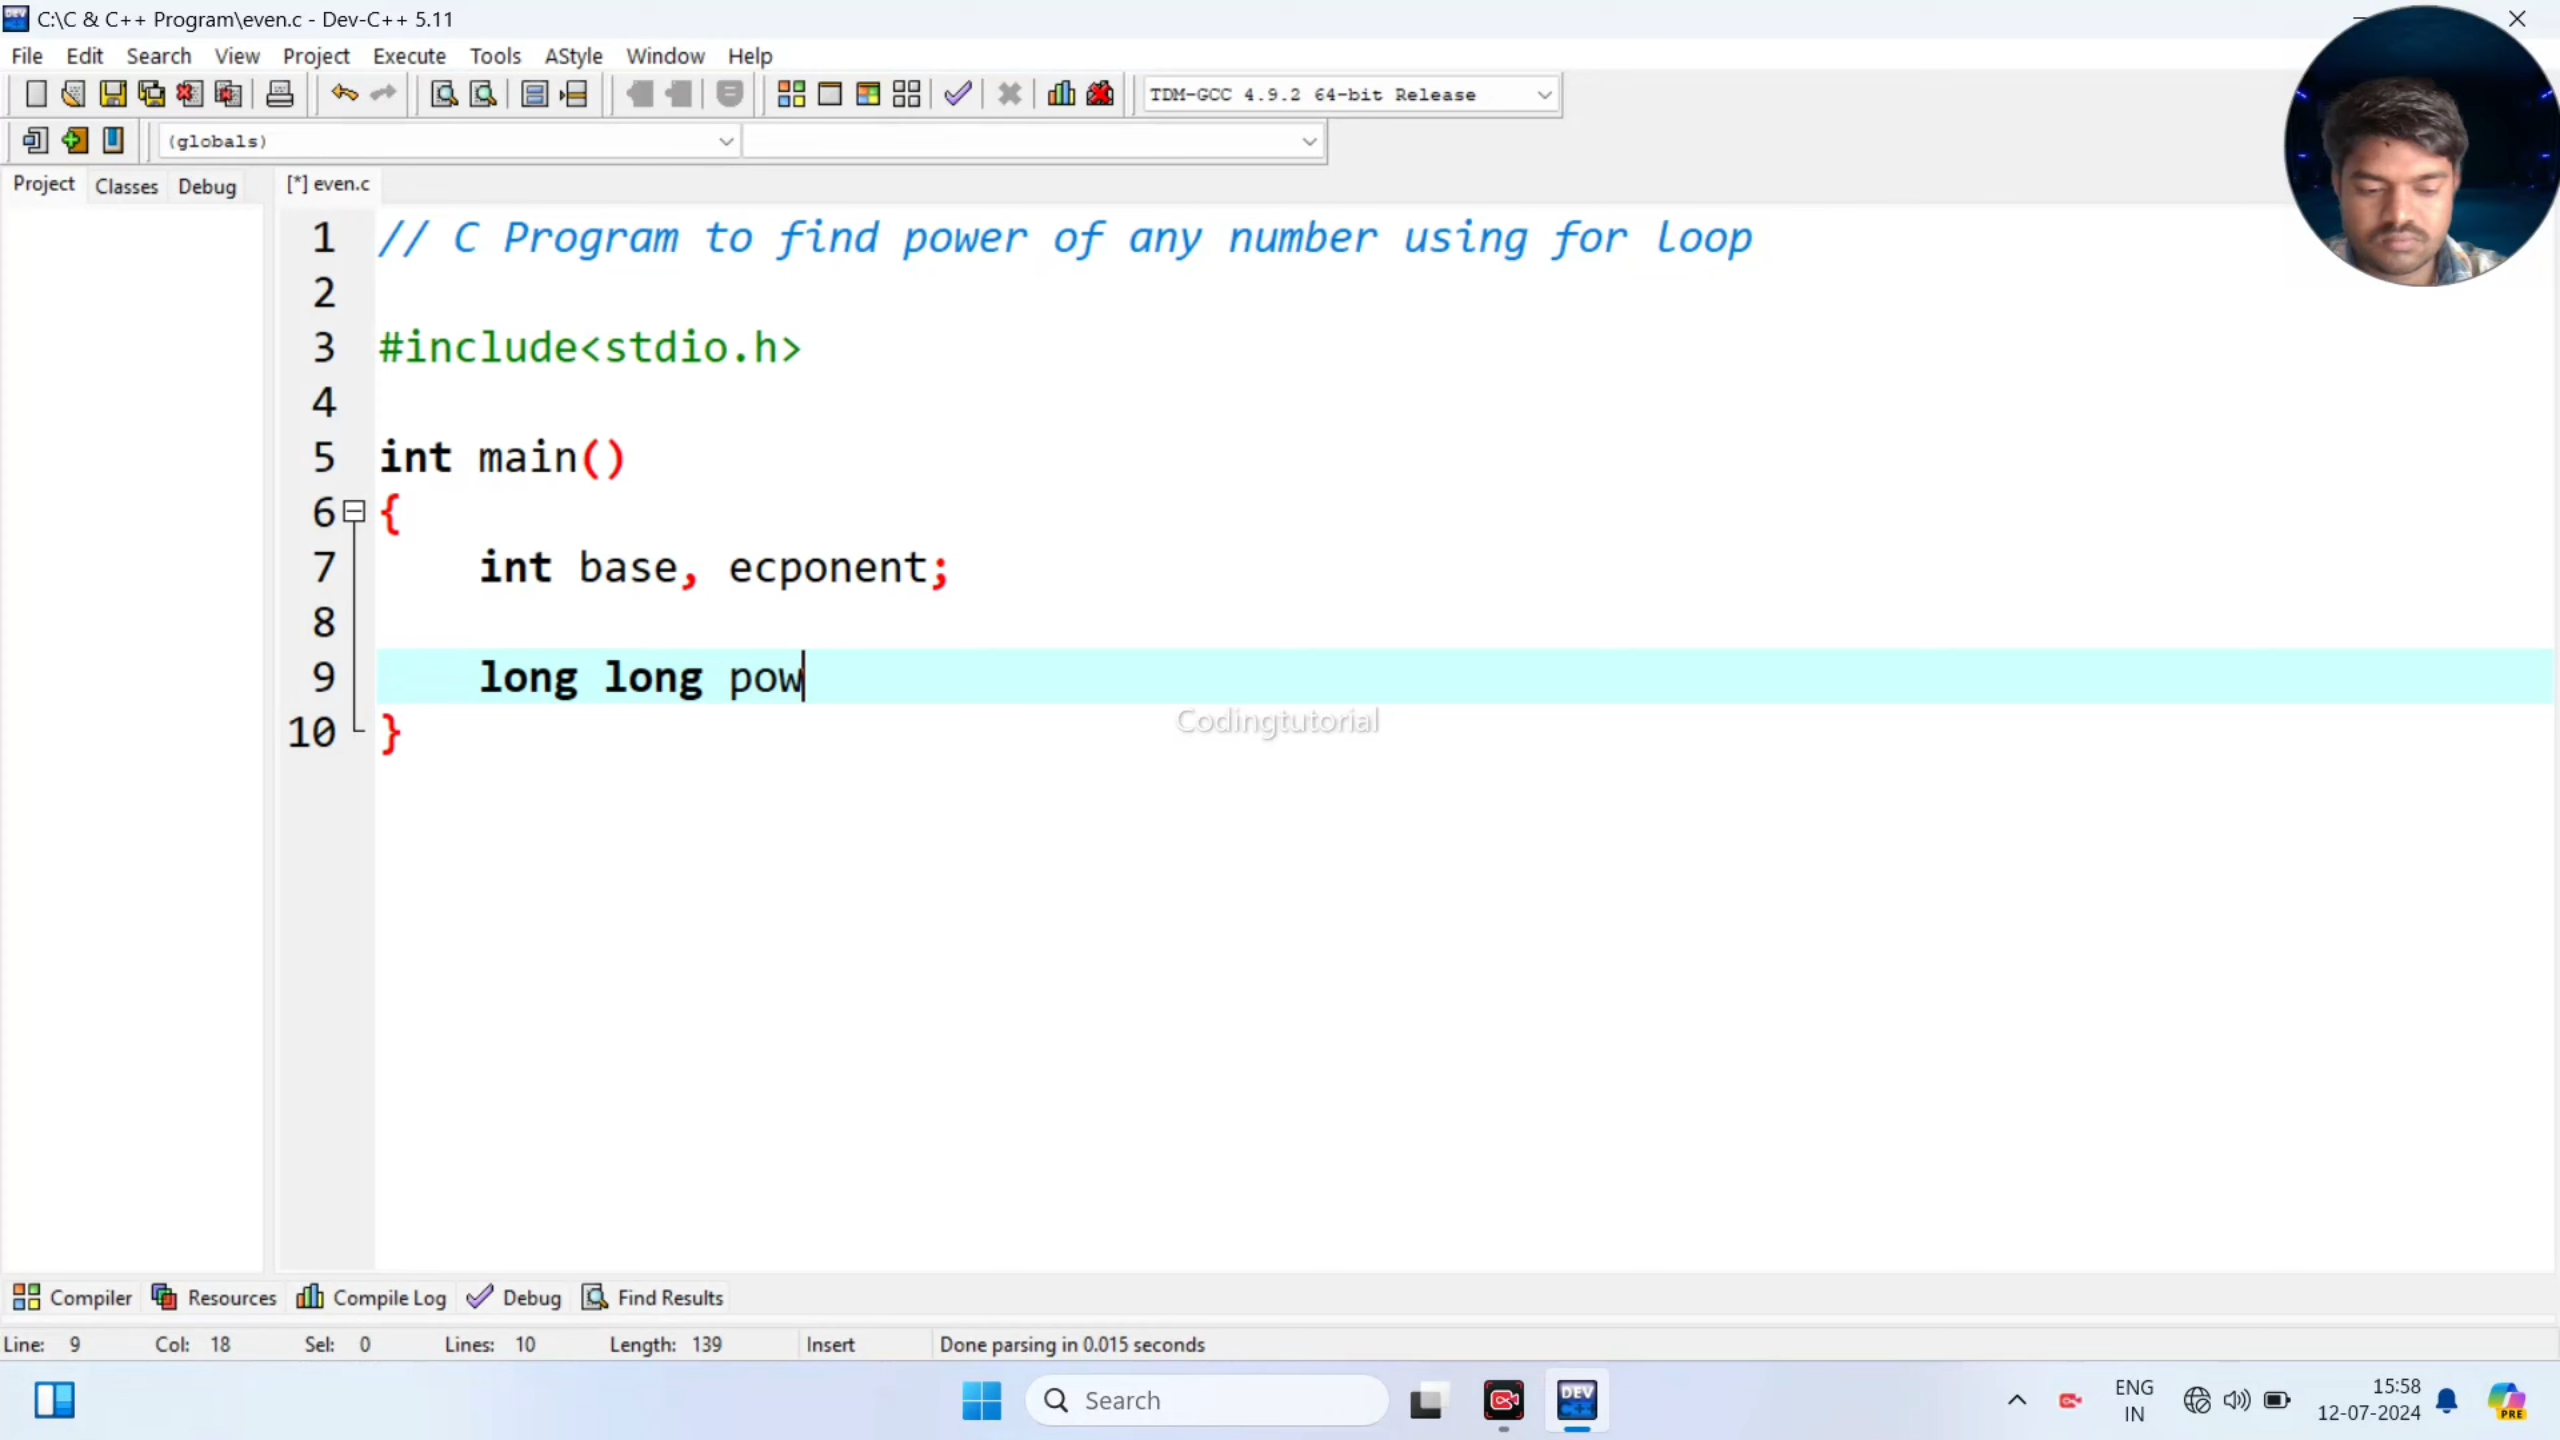 C:\C & C++ Program\even.c - Dev-C++ 5.11
File Edit Search View Project Execute Tools AStyle Window Help
TDM-GCC 4.9.2 64-bit Release
(globals)
Project Classes Debug
[*] even.c
1 // C Program to find power of any number using for loop
2
3 #include<stdio.h>
4
5 int main()
6 {
7 int base, ecponent;
8
9 long long pow
10 }
Codingtutorial
Compiler Resources Compile Log Debug Find Results
Line: 9 Col: 18 Sel: 0 Lines: 10 Length: 139 Insert Done parsing in 0.015 seconds
Search
DEV C++
ENG
IN
15:58
12-07-2024
PRE